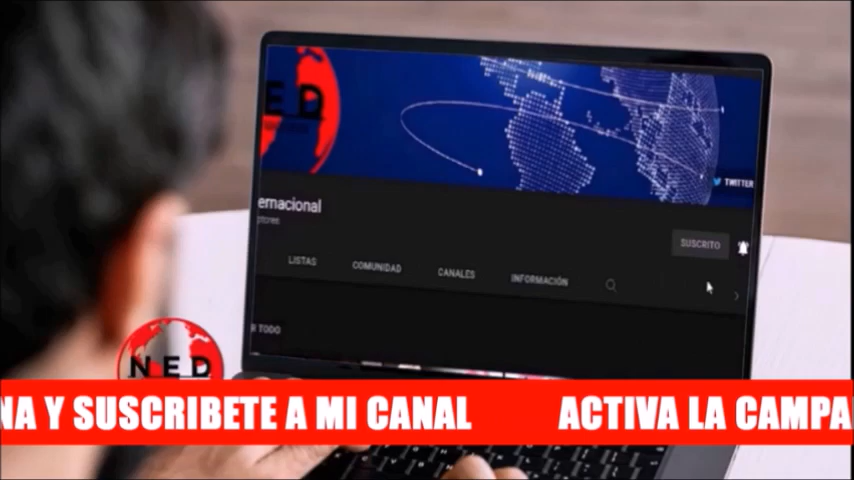 NED
TWITTER
ernacional
SUSCRITO
LISTAS COMUNIDAD CANALES INFORMACIÓN
R TODO
NED
NA Y SUSCRIBETE A MI CANAL ACTIVA LA CAMPA